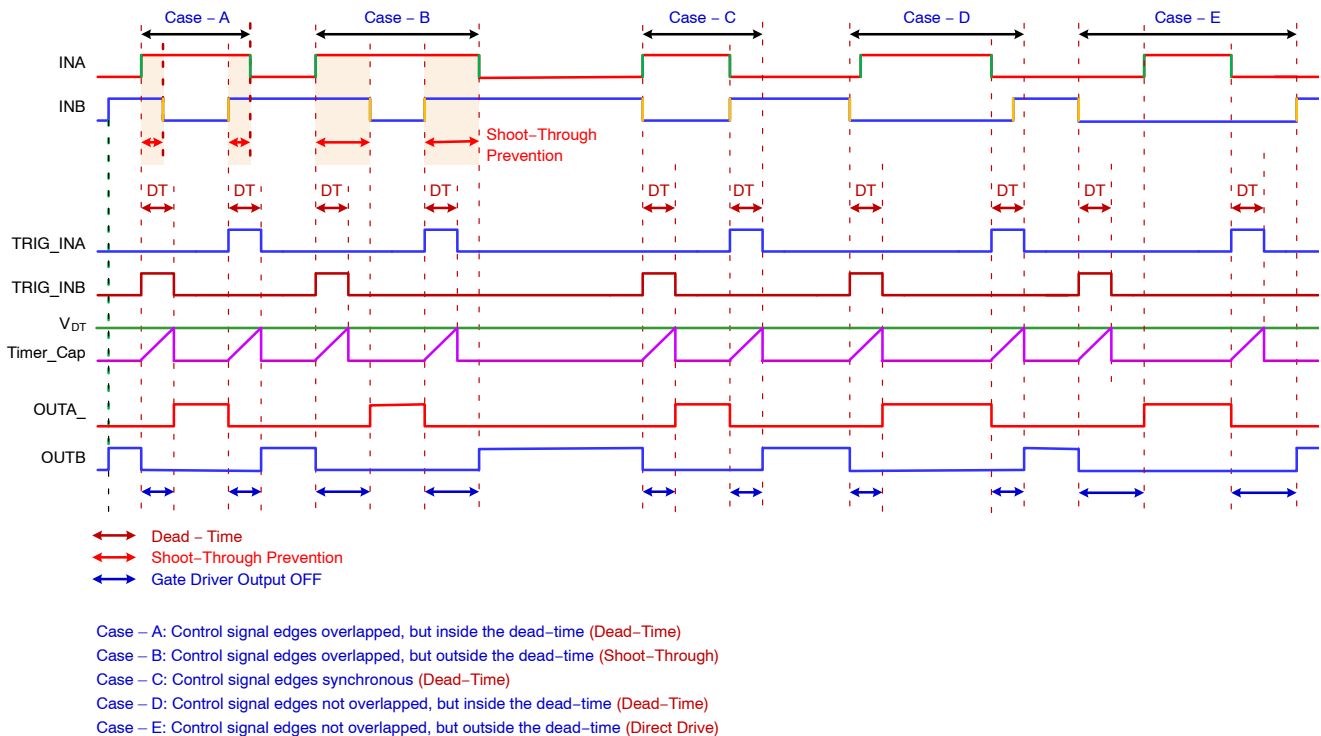 Case – A
Case – B
Case – C
Case – D
Case – E
INA
INB
Shoot–Through
Prevention
DT DT DT DT DT DT DT DT DT DT
TRIG_INA
TRIG_INB
VDT
Timer_Cap
OUTA_
OUTB
Dead – Time
Shoot–Through Prevention
Gate Driver Output OFF
Case – A: Control signal edges overlapped, but inside the dead–time (Dead–Time)
Case – B: Control signal edges overlapped, but outside the dead–time (Shoot–Through)
Case – C: Control signal edges synchronous (Dead–Time)
Case – D: Control signal edges not overlapped, but inside the dead–time (Dead–Time)
Case – E: Control signal edges not overlapped, but outside the dead–time (Direct Drive)